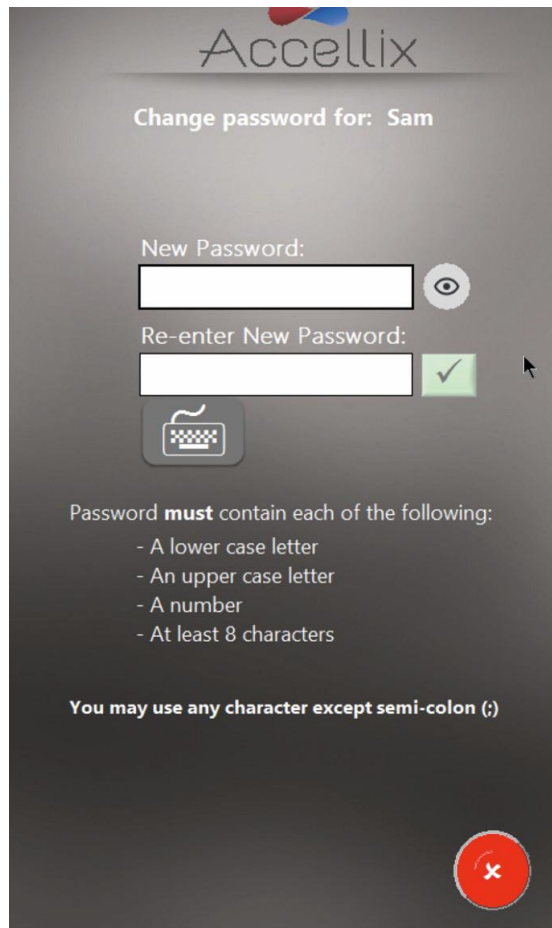 Accellix
Change password for: Sam
New Password:
Re-enter New Password:
Password must contain each of the following:
- A lower case letter
- An upper case letter
- A number
- At least 8 characters
You may use any character except semi-colon (;)